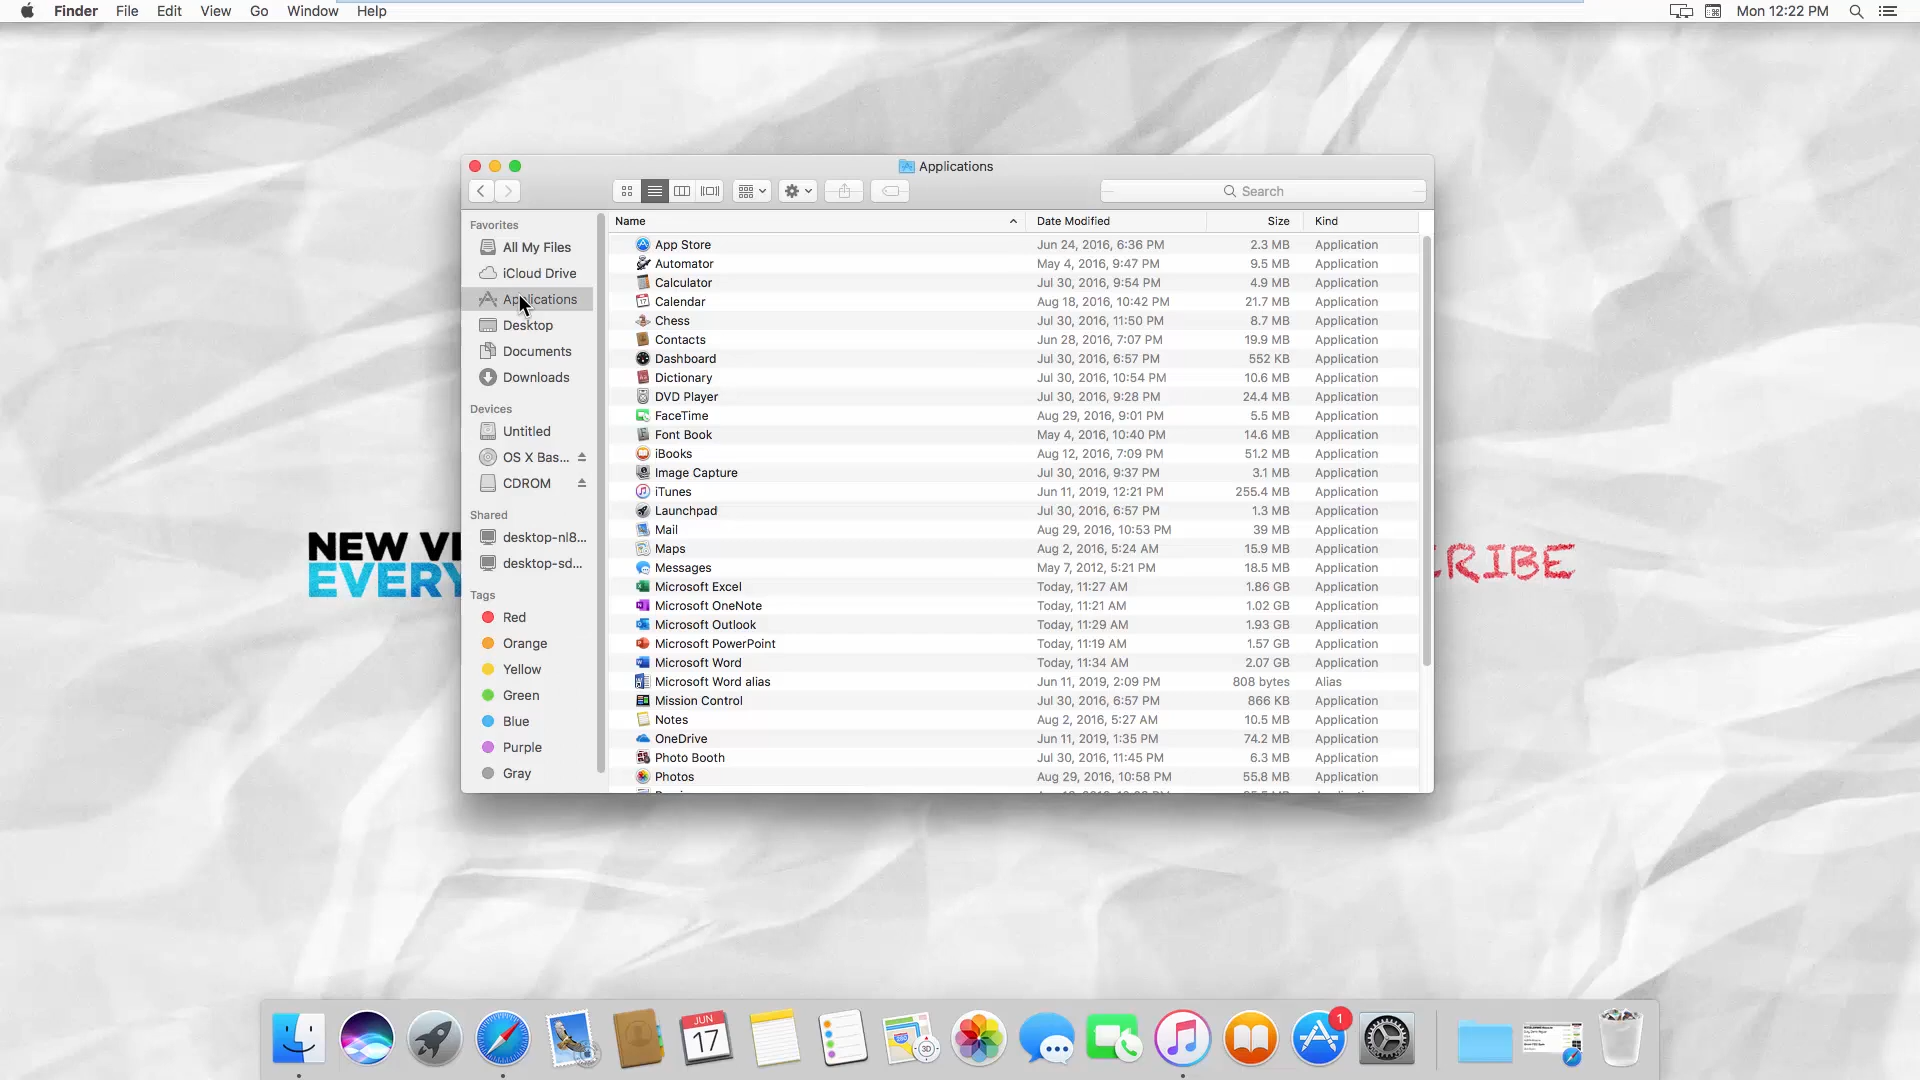 Finder File Edit View Go Window Help Mon 12:22 PM
Applications
Search
Favorites
All My Files
iCloud Drive
Applications
Desktop
Documents
Downloads
Devices
Untitled
OS X Bas...
CDROM
Shared
desktop-nl8...
desktop-sd...
Tags
Red
Orange
Yellow
Green
Blue
Purple
Gray
Name Date Modified Size Kind
App Store Jun 24, 2016, 6:36 PM 2.3 MB Application
Automator May 4, 2016, 9:47 PM 9.5 MB Application
Calculator Jul 30, 2016, 9:54 PM 4.9 MB Application
Calendar Aug 18, 2016, 10:42 PM 21.7 MB Application
Chess Jul 30, 2016, 11:50 PM 8.7 MB Application
Contacts Jun 28, 2016, 7:07 PM 19.9 MB Application
Dashboard Jul 30, 2016, 6:57 PM 552 KB Application
Dictionary Jul 30, 2016, 10:54 PM 10.6 MB Application
DVD Player Jul 30, 2016, 9:28 PM 24.4 MB Application
FaceTime Aug 29, 2016, 9:01 PM 5.5 MB Application
Font Book May 4, 2016, 10:40 PM 14.6 MB Application
iBooks Aug 12, 2016, 7:09 PM 51.2 MB Application
Image Capture Jul 30, 2016, 9:37 PM 3.1 MB Application
iTunes Jun 11, 2019, 12:21 PM 255.4 MB Application
Launchpad Jul 30, 2016, 6:57 PM 1.3 MB Application
Mail Aug 29, 2016, 10:53 PM 39 MB Application
Maps Aug 2, 2016, 5:24 AM 15.9 MB Application
Messages May 7, 2012, 5:21 PM 18.5 MB Application
Microsoft Excel Today, 11:27 AM 1.86 GB Application
Microsoft OneNote Today, 11:21 AM 1.02 GB Application
Microsoft Outlook Today, 11:29 AM 1.93 GB Application
Microsoft PowerPoint Today, 11:19 AM 1.57 GB Application
Microsoft Word Today, 11:34 AM 2.07 GB Application
Microsoft Word alias Jun 11, 2019, 2:09 PM 808 bytes Alias
Mission Control Jul 30, 2016, 6:57 PM 866 KB Application
Notes Aug 2, 2016, 5:27 AM 10.5 MB Application
OneDrive Jun 11, 2019, 1:35 PM 74.2 MB Application
Photo Booth Jul 30, 2016, 11:45 PM 6.3 MB Application
Photos Aug 29, 2016, 10:58 PM 55.8 MB Application
NEW VI
EVERY
CRIBE
JUN
17
280
3D
1